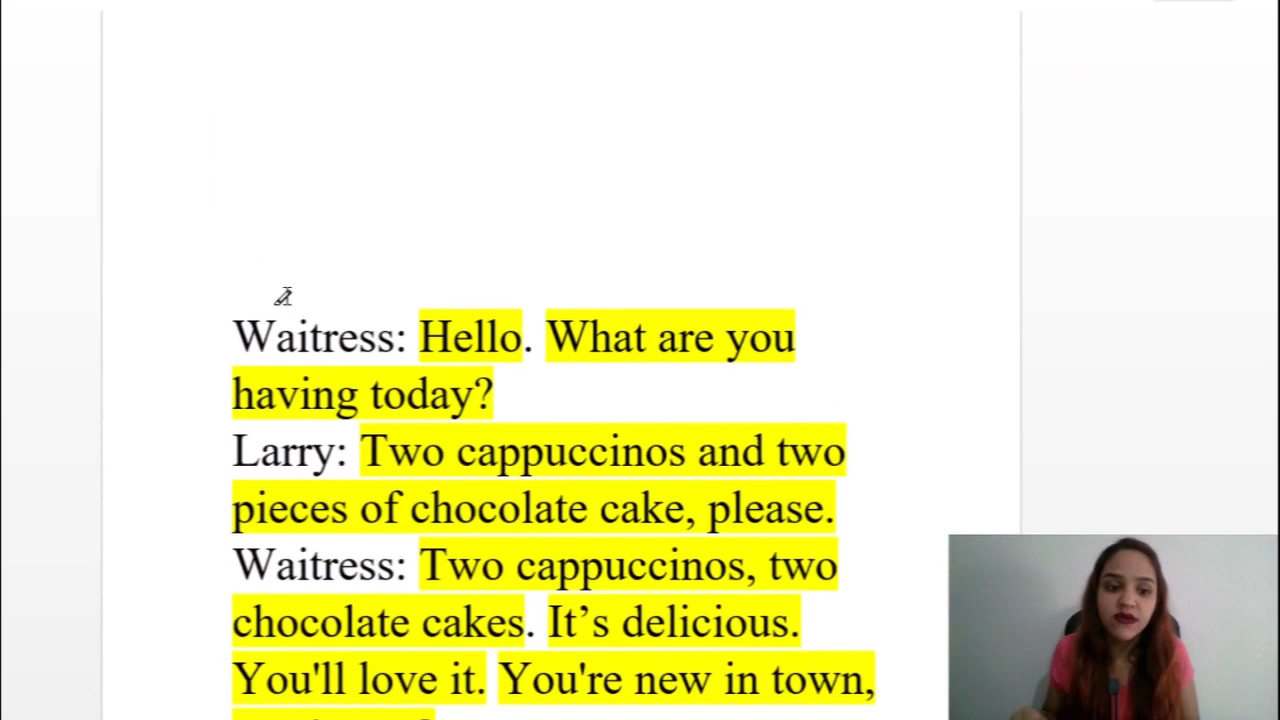 Waitress: Hello. What are you
having today?
Larry: Two cappuccinos and two
pieces of chocolate cake, please.
Waitress: Two cappuccinos, two
chocolate cakes. It’s delicious.
You'll love it. You're new in town,